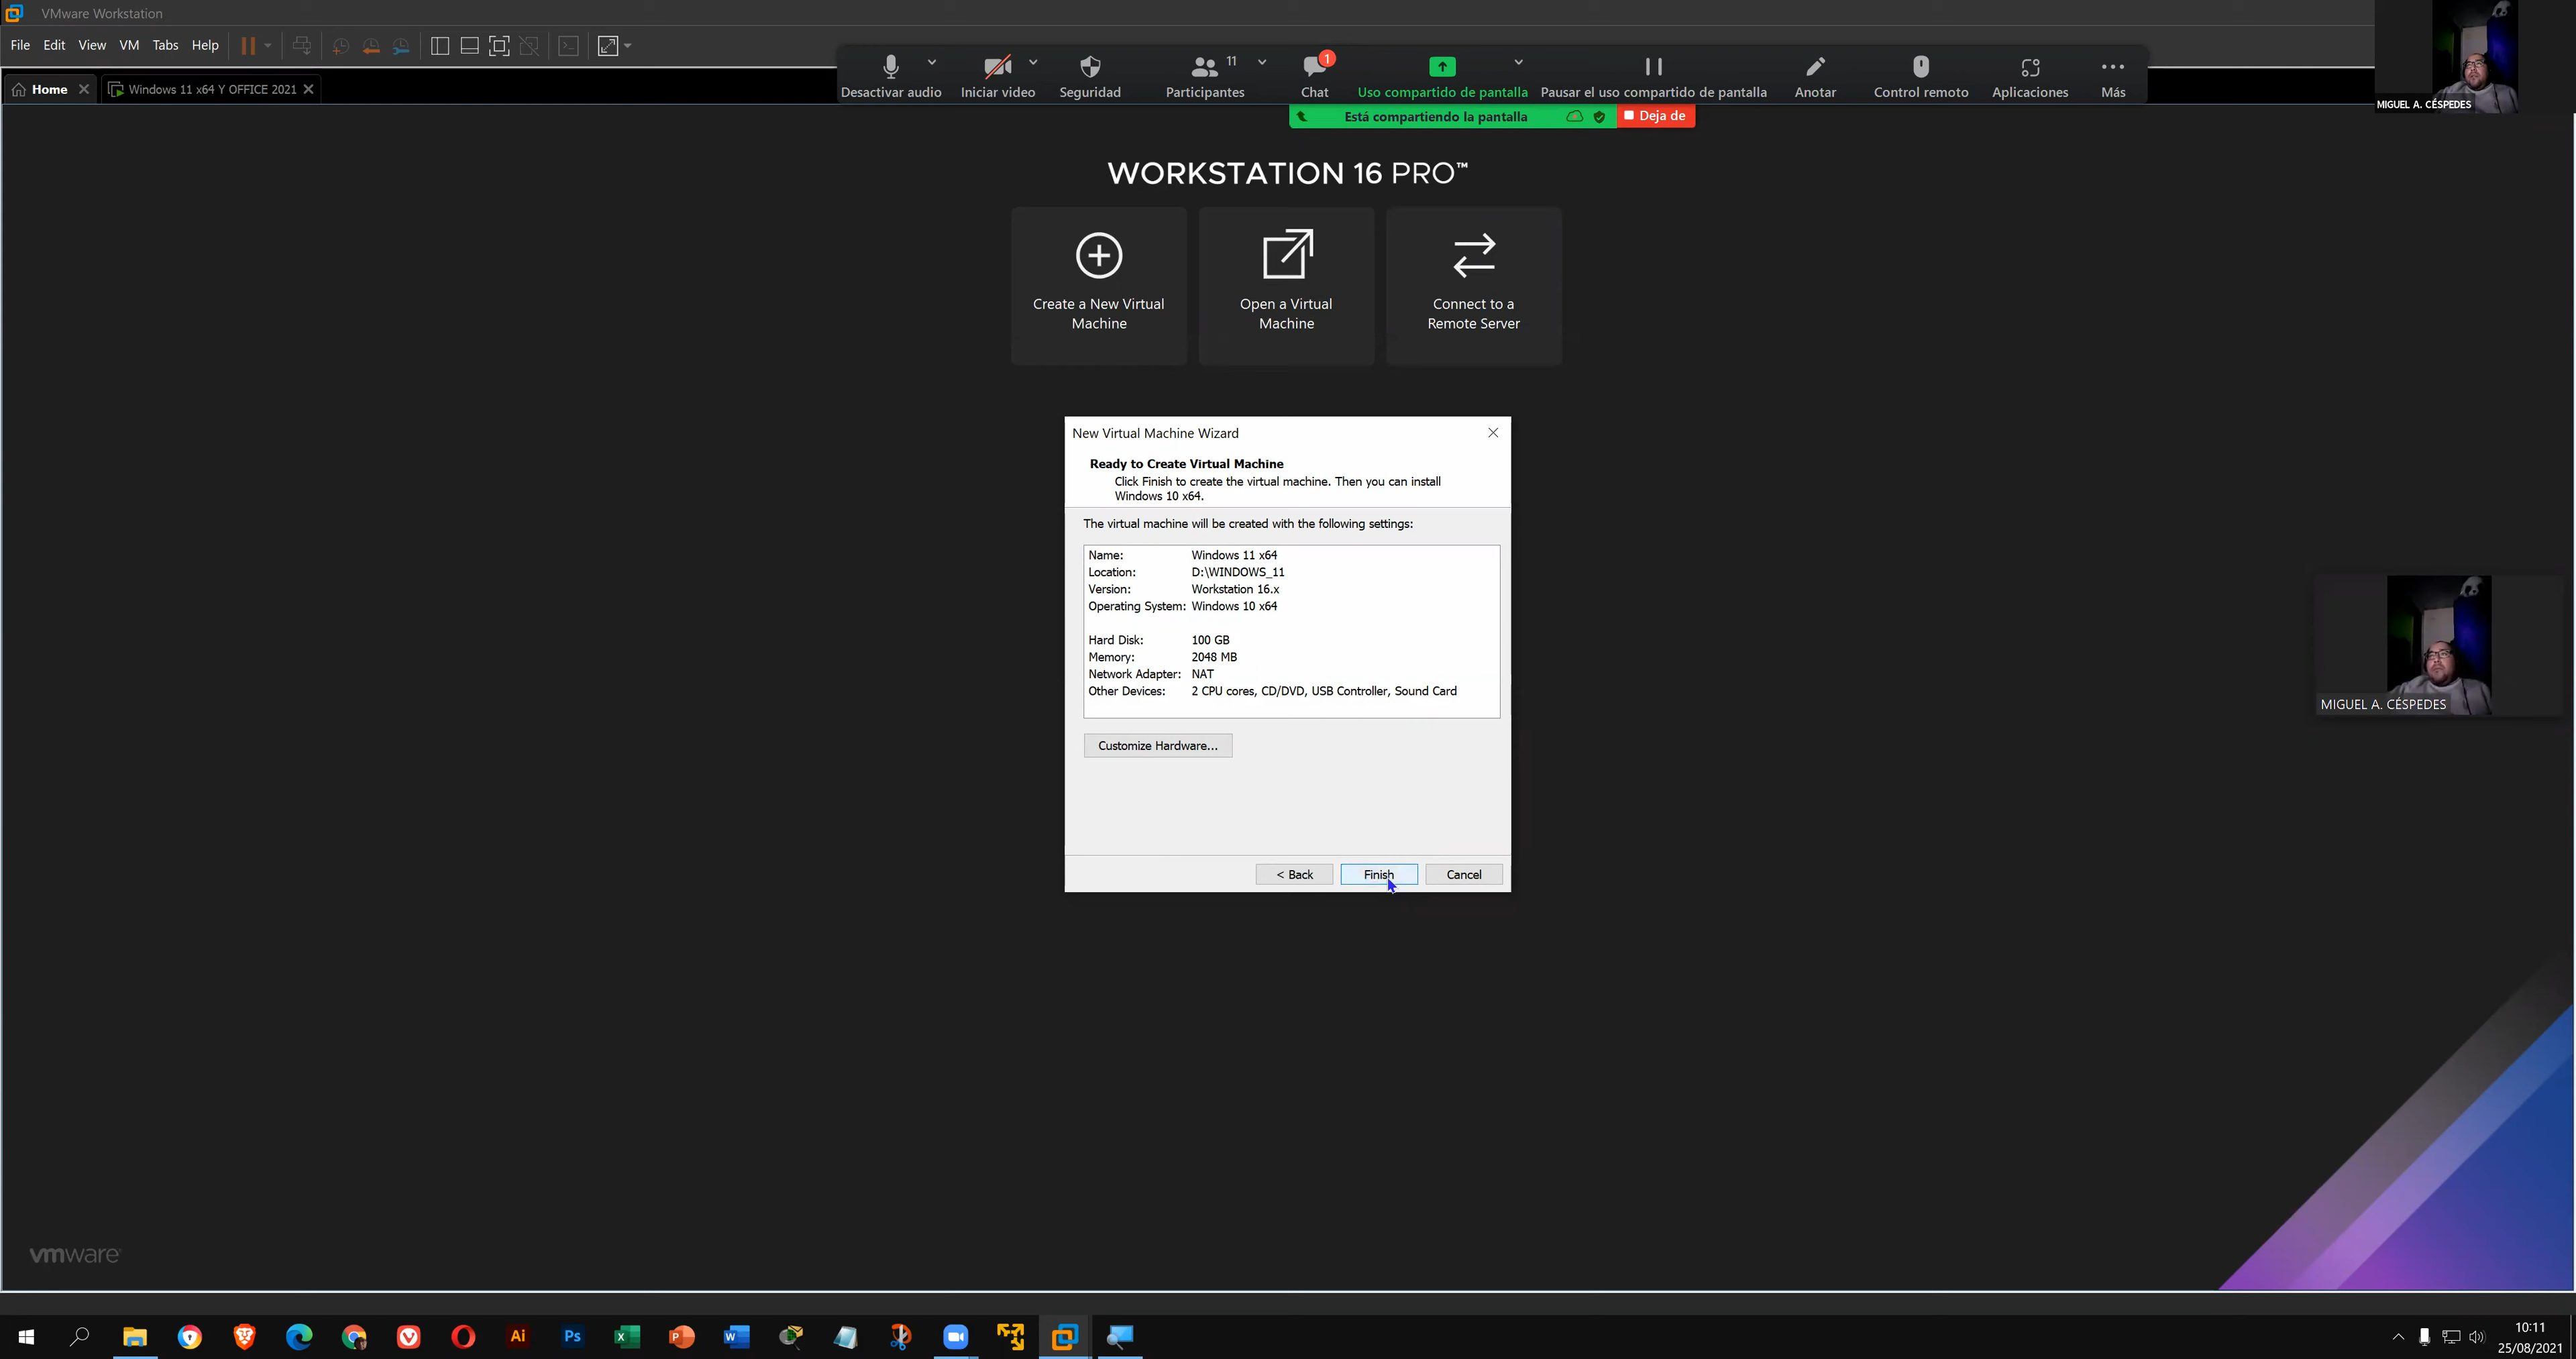 VMware Workstation
File Edit View VM Tabs Help
Home
Windows 11 x64 Y OFFICE 2021
11
1
Desactivar audio
Iniciar video
Seguridad
Participantes
Chat
Uso compartido de pantalla
Pausar el uso compartido de pantalla
Anotar
Control remoto
Aplicaciones
Más
MIGUEL A. CÉSPEDES
Está compartiendo la pantalla
Deja de
WORKSTATION 16 PRO™
Create a New Virtual
Machine
Open a Virtual
Machine
Connect to a
Remote Server
New Virtual Machine Wizard
Ready to Create Virtual Machine
Click Finish to create the virtual machine. Then you can install
Windows 10 x64.
The virtual machine will be created with the following settings:
Name: Windows 11 x64
Location: D:\WINDOWS_11
Version: Workstation 16.x
Operating System: Windows 10 x64
Hard Disk: 100 GB
Memory: 2048 MB
Network Adapter: NAT
Other Devices: 2 CPU cores, CD/DVD, USB Controller, Sound Card
Customize Hardware...
< Back
Finish
Cancel
MIGUEL A. CÉSPEDES
vmware
Ai
Ps
10:11
25/08/2021